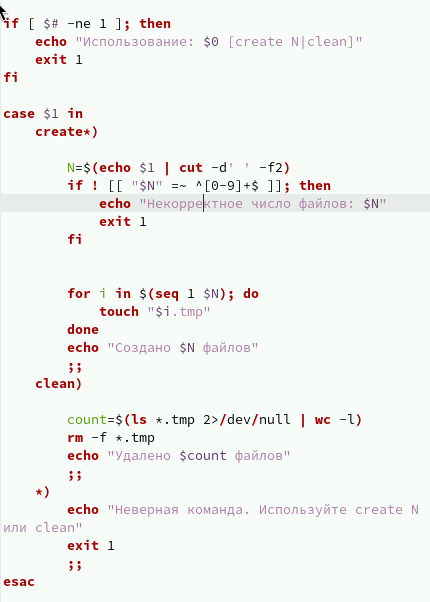 if [ $# -ne 1 ]; then
    echo "Использование: $0 [create N|clean]"
    exit 1
fi

case $1 in
    create*)

        N=$(echo $1 | cut -d' ' -f2)
        if ! [[ "$N" =~ ^[0-9]+$ ]]; then
            echo "Некорректное число файлов: $N"
            exit 1
        fi


        for i in $(seq 1 $N); do
            touch "$i.tmp"
        done
        echo "Создано $N файлов"
        ;;
    clean)

        count=$(ls *.tmp 2>/dev/null | wc -l)
        rm -f *.tmp
        echo "Удалено $count файлов"
        ;;
    *)
        echo "Неверная команда. Используйте create N
или clean"
        exit 1
        ;;
esac